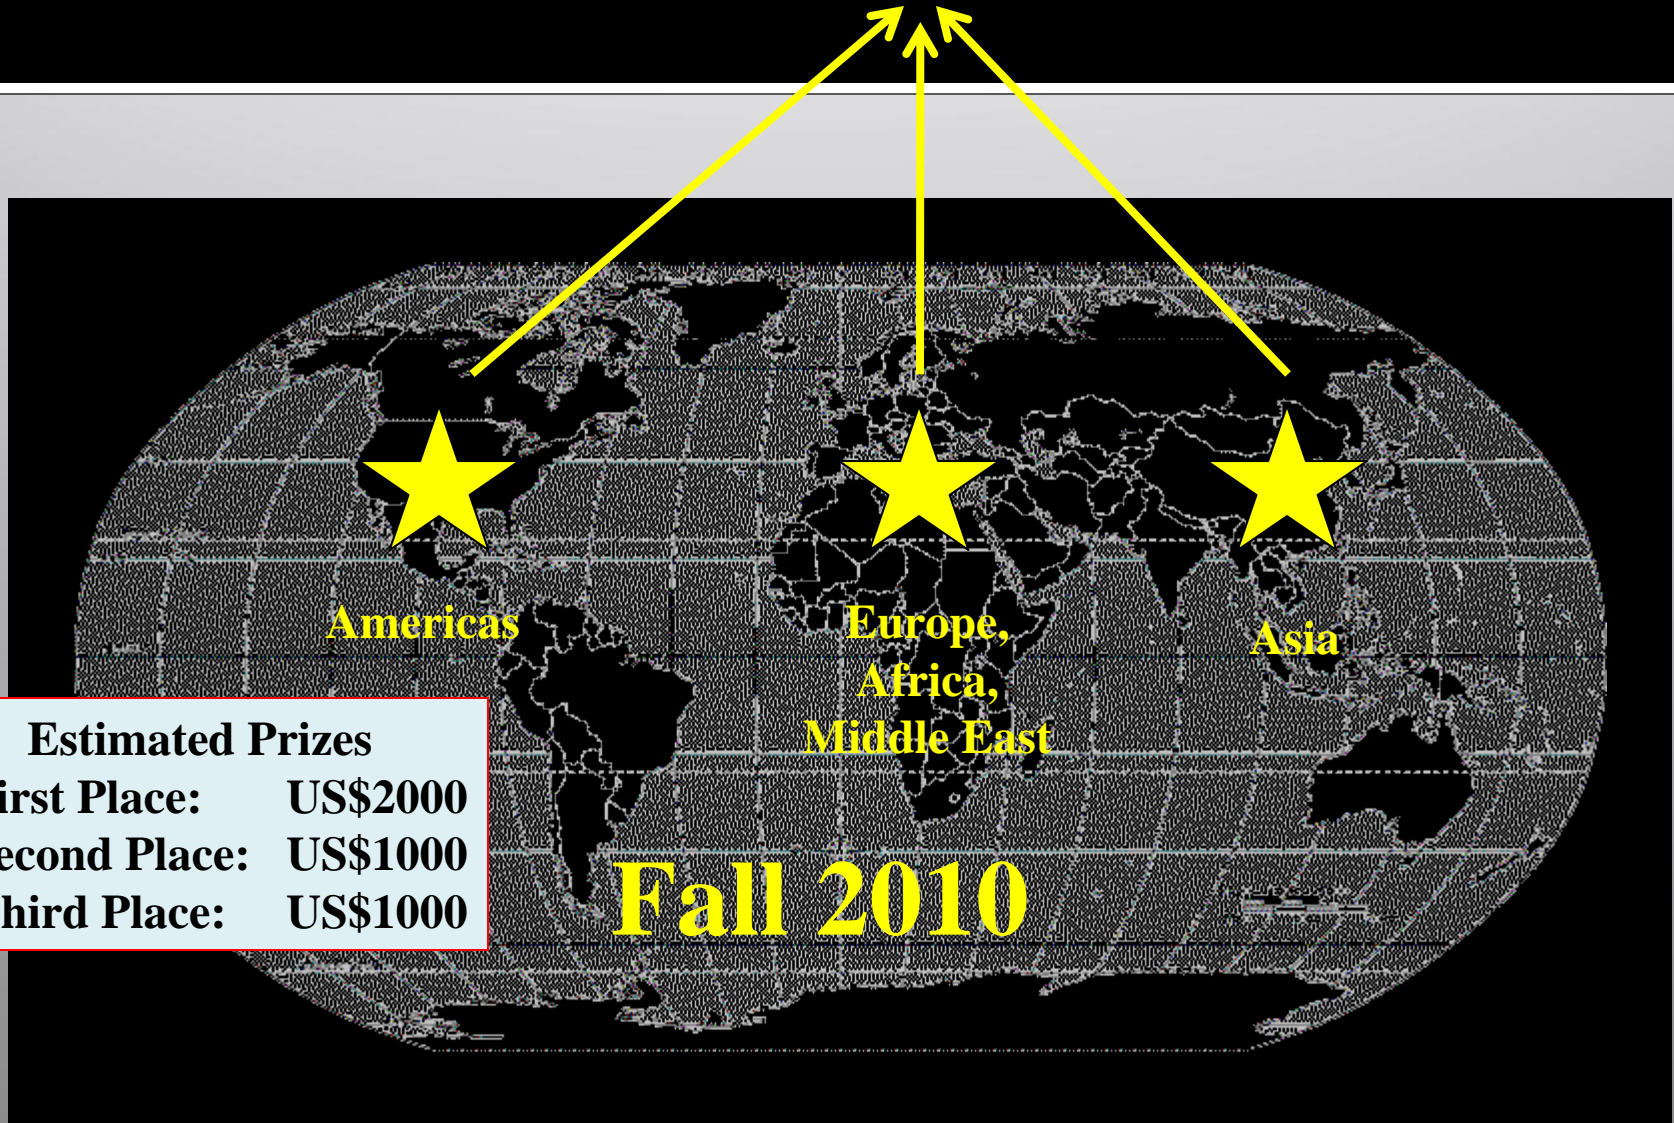 Americas
Europe,
Africa,
Middle East
Asia
Estimated Prizes
irst Place: US$2000
econd Place: US$1000
hird Place: US$1000
Fall 2010